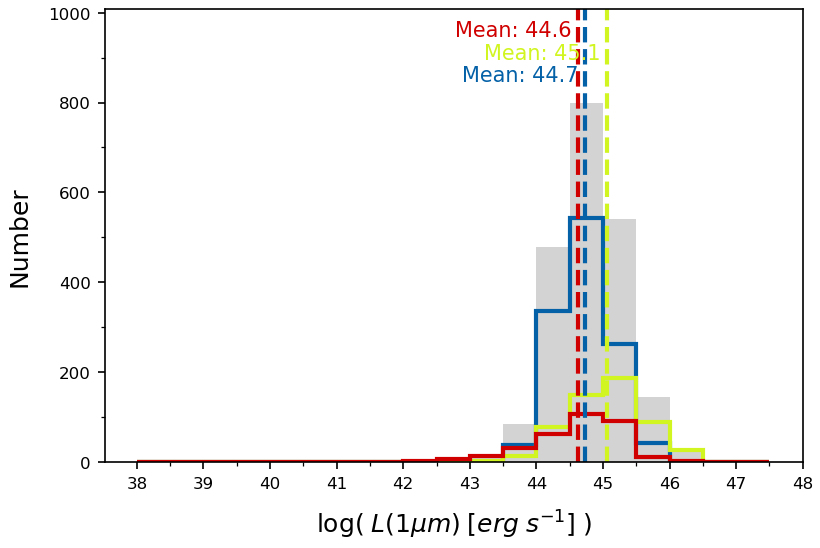 Mean: 44.6
Mean: 45.1
Mean: 44.7
1000
800
600
400
200
0
Number
38 39 40 41 42 43 44 45 46 47 48
log( L(1μm) [erg s⁻¹] )